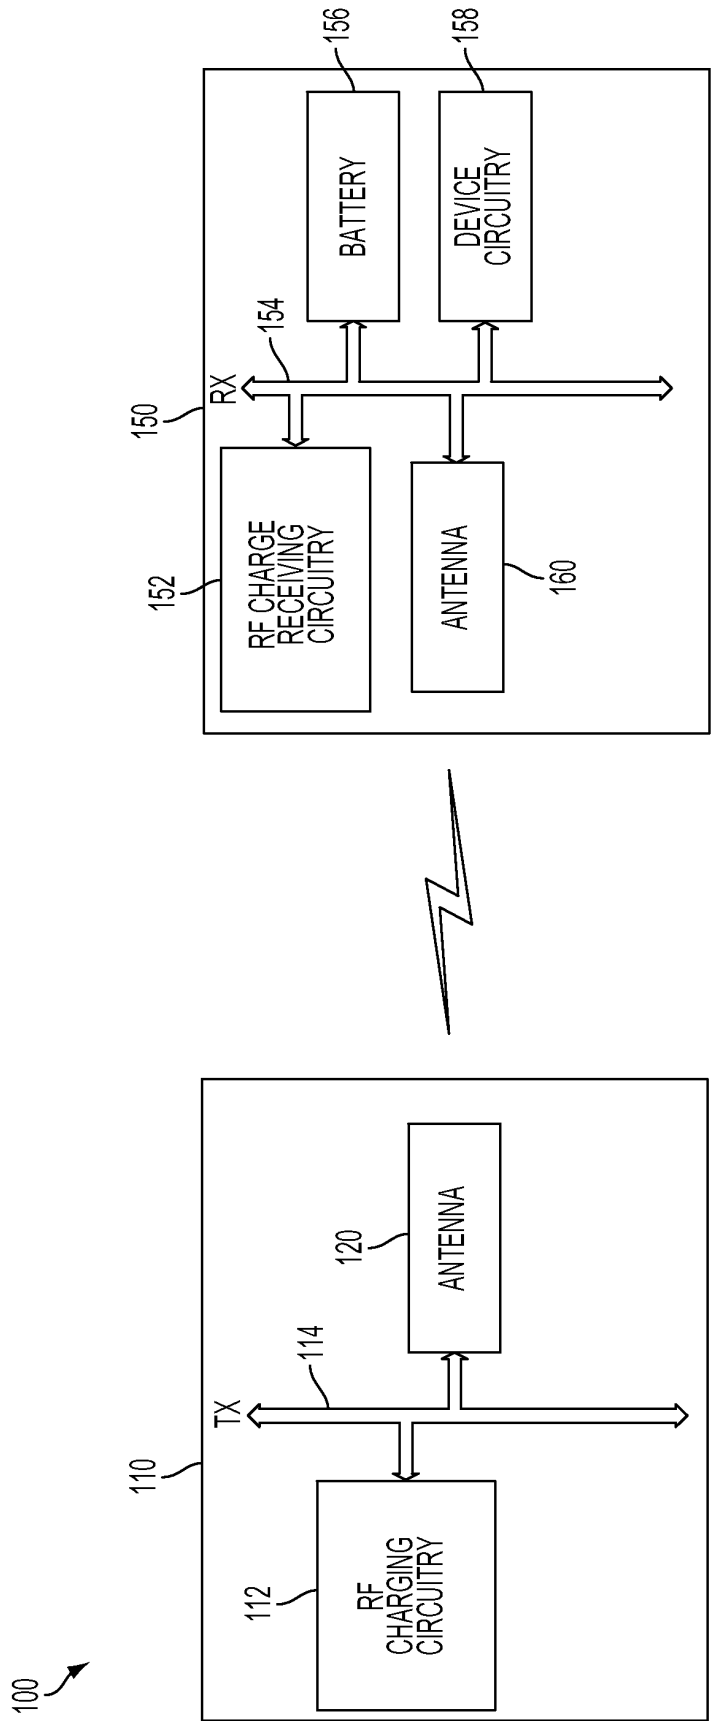 100
110
TX
112
RF
CHARGING
CIRCUITRY
114
120
ANTENNA
150
RX
152
RF CHARGE
RECEIVING
CIRCUITRY
154
156
BATTERY
ANTENNA
160
DEVICE
CIRCUITRY
158